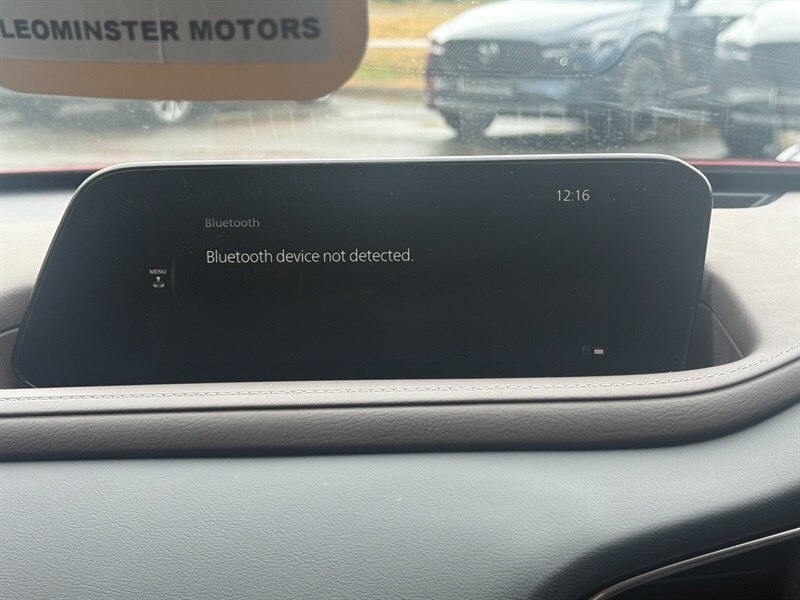 LEOMINSTER MOTORS
12:16
Bluetooth
Bluetooth device not detected.
MENU